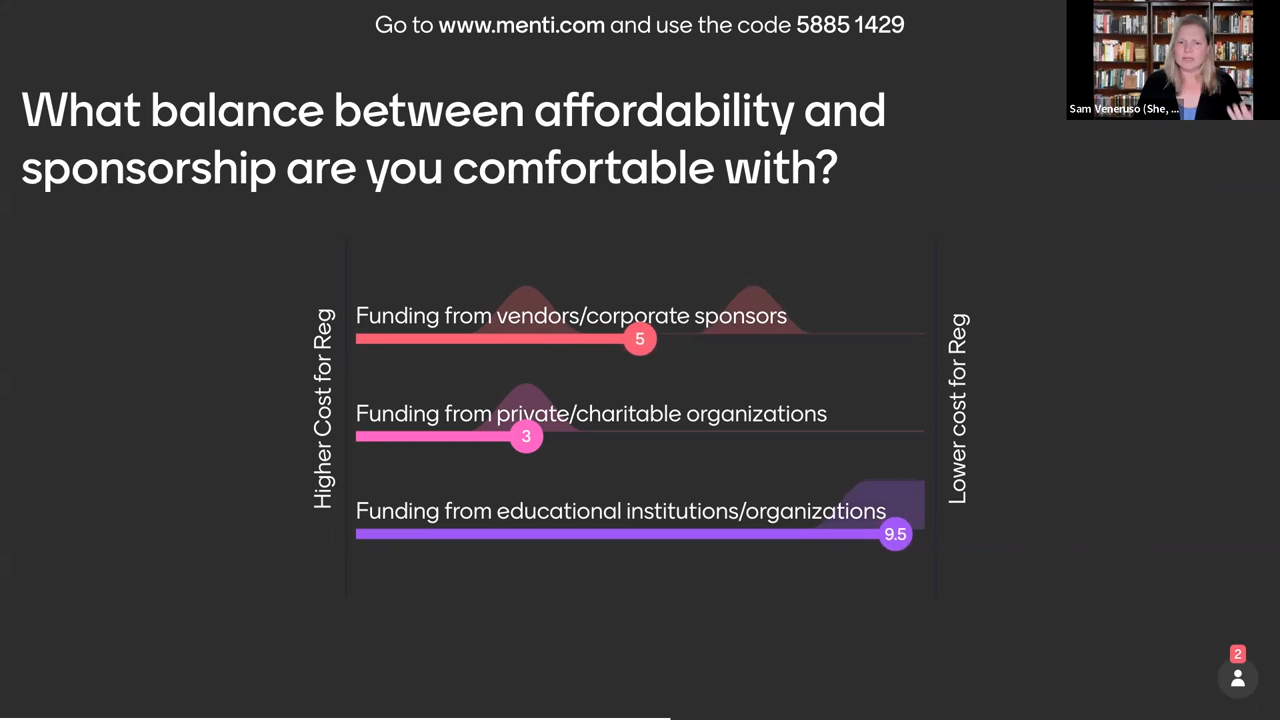 Go to www.menti.com and use the code 5885 1429
Sam Veneruso (She, ...
What balance between affordability and
sponsorship are you comfortable with?
Higher Cost for Reg
Funding from vendors/corporate sponsors
5
Funding from private/charitable organizations
3
Funding from educational institutions/organizations
9.5
Lower cost for Reg
2